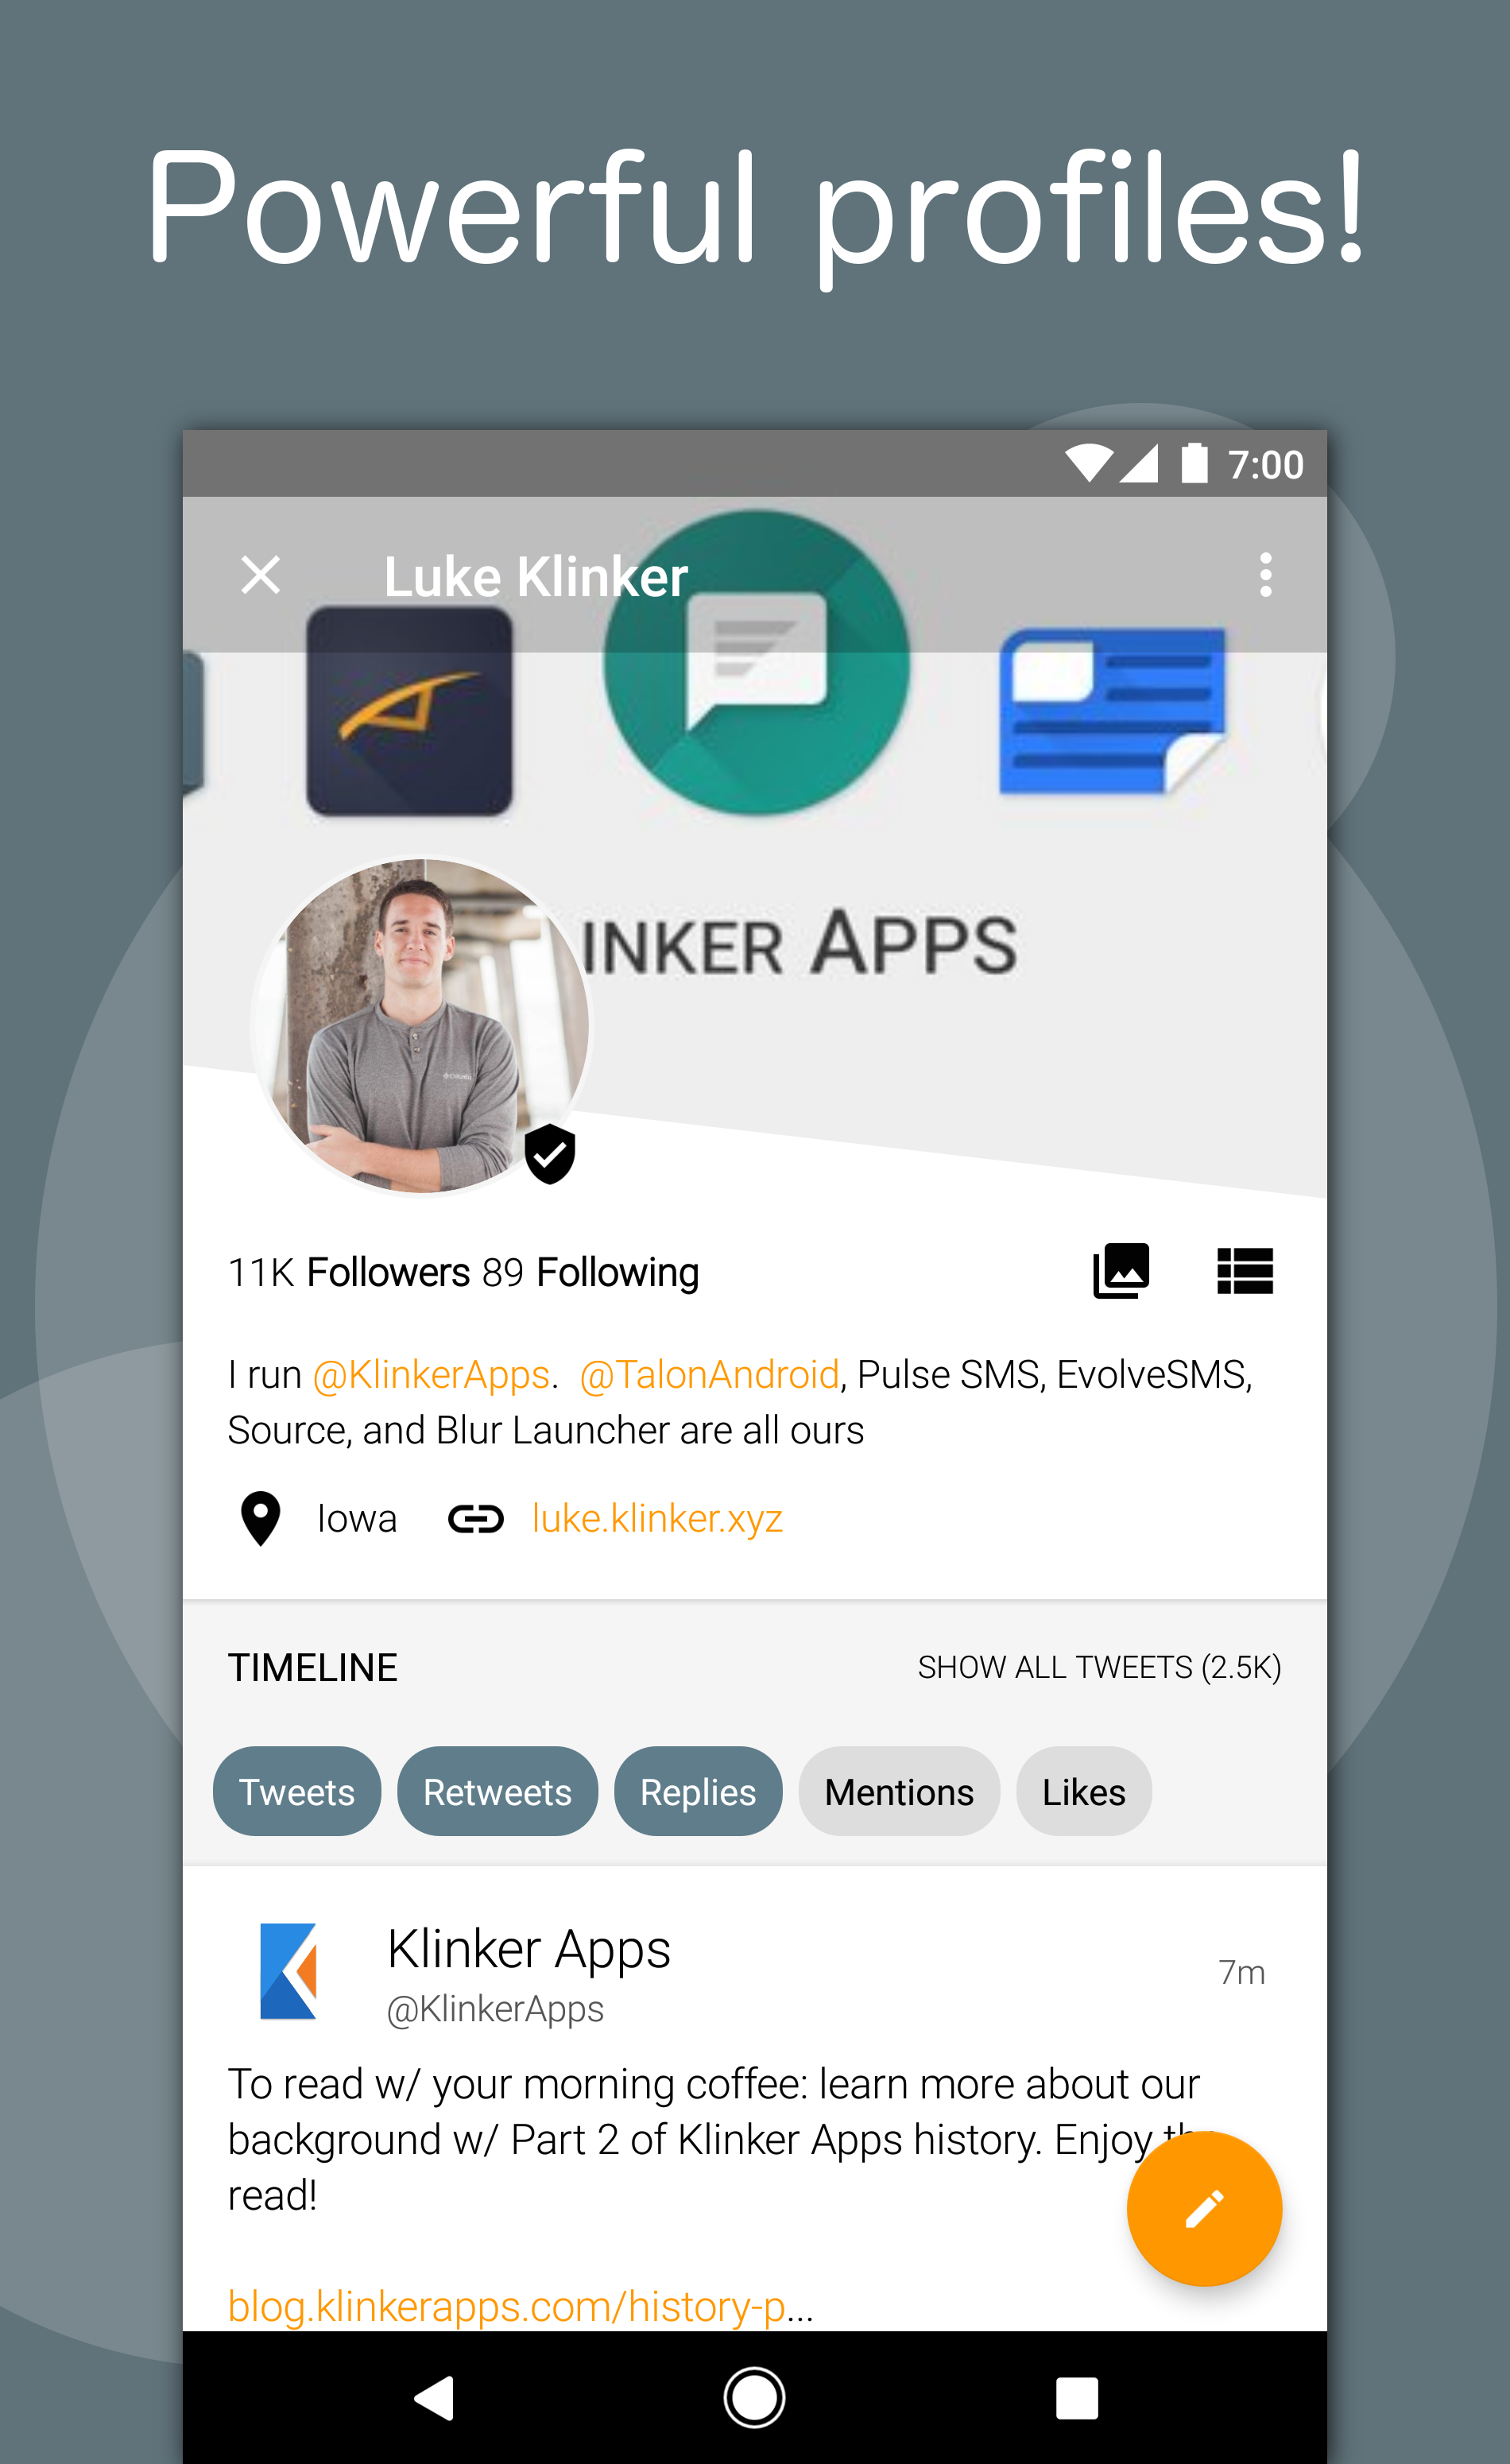 Powerful profiles!
7:00
Luke Klinker
INKER APPS
11K Followers 89 Following
I run @KlinkerApps.  @TalonAndroid, Pulse SMS, EvolveSMS,
Source, and Blur Launcher are all ours
Iowa luke.klinker.xyz
TIMELINE SHOW ALL TWEETS (2.5K)
Tweets Retweets Replies Mentions Likes
Klinker Apps
7m
@KlinkerApps
To read w/ your morning coffee: learn more about our
background w/ Part 2 of Klinker Apps history. Enjoy
read!
blog.klinkerapps.com/history-p...